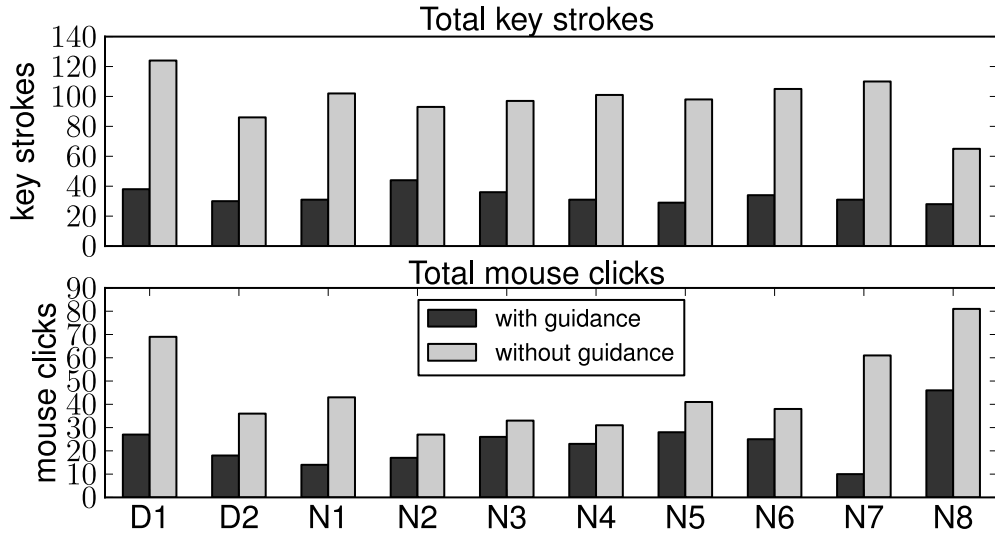 Total key strokes
key strokes
140
120
100
80
60
40
20
0
Total mouse clicks
mouse clicks
90
80
70
60
50
40
30
20
10
0
with guidance
without guidance
D1 D2 N1 N2 N3 N4 N5 N6 N7 N8